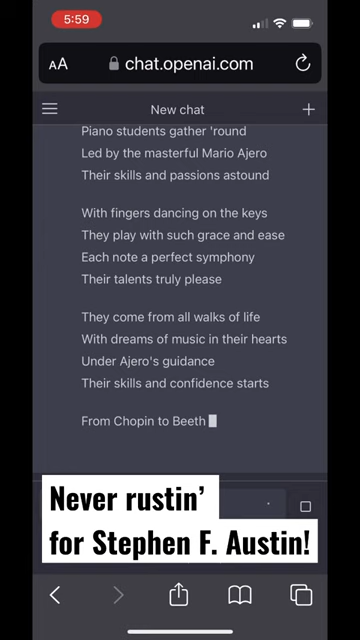 5:59
AA chat.openai.com
New chat
Piano students gather 'round
Led by the masterful Mario Ajero
Their skills and passions astound
With fingers dancing on the keys
They play with such grace and ease
Each note a perfect symphony
Their talents truly please
They come from all walks of life
With dreams of music in their hearts
Under Ajero's guidance
Their skills and confidence starts
From Chopin to Beeth
Never rustin'
for Stephen F. Austin!